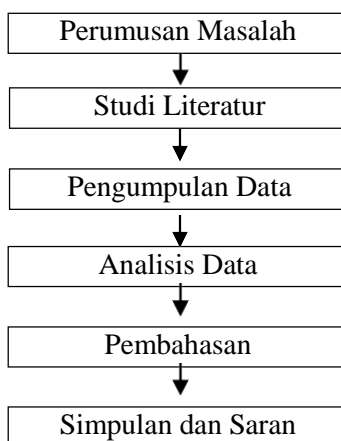 Perumusan Masalah
Studi Literatur
Pengumpulan Data
Analisis Data
Pembahasan
Simpulan dan Saran